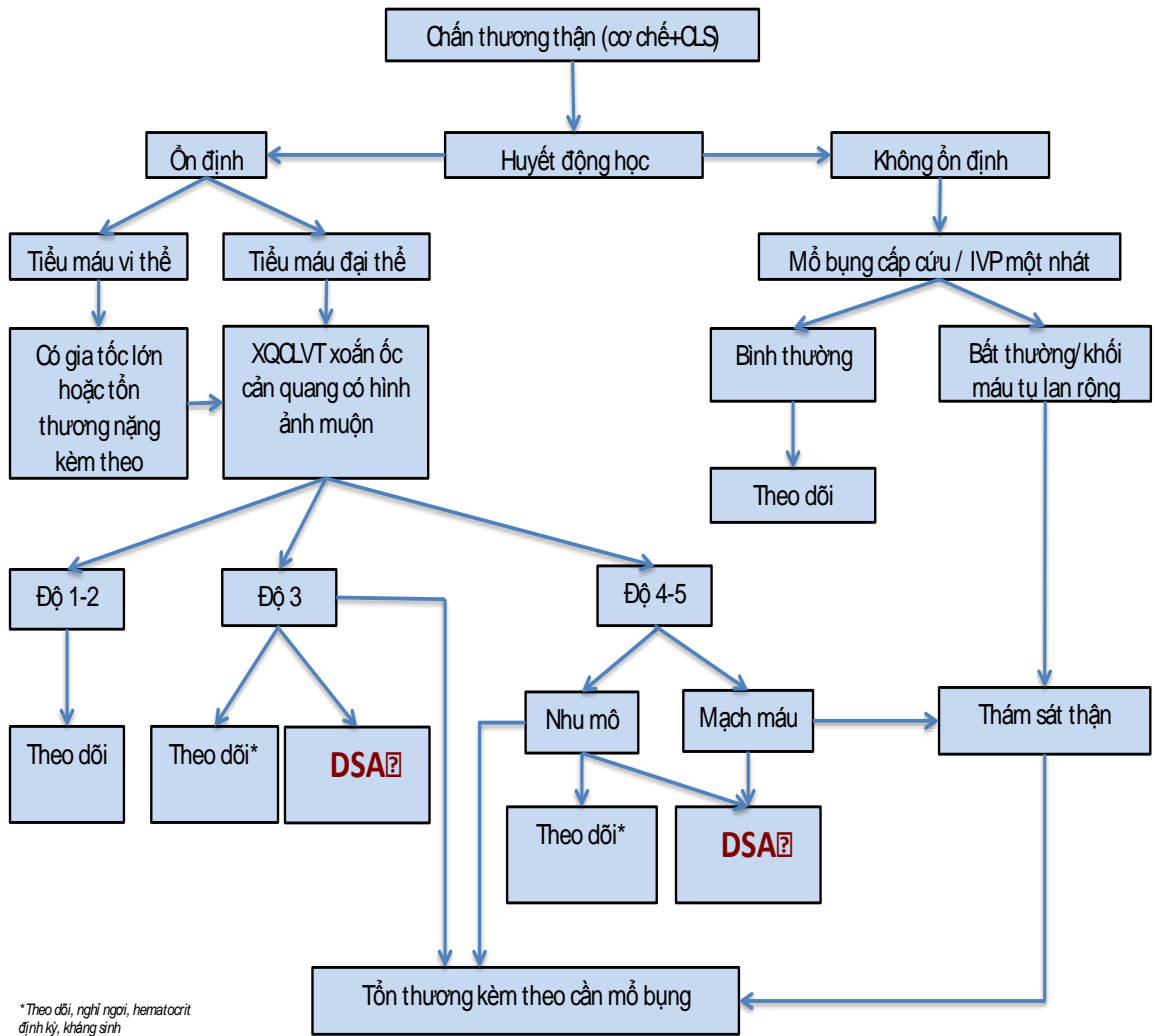 Chấn thương thận (cơ chế+CLS)
Ổn định
Huyết động học
Không ổn định
Tiểu máu vi thể
Tiểu máu đại thể
Mổ bụng cấp cứu / IVP một nhát
Có gia tốc lớn
hoặc tổn
thương nặng
kèm theo
XQCLVT xoắn ốc
cản quang có hình
ảnh muộn
Bình thường
Bất thường/ khối
máu tụ lan rộng
Theo dõi
Độ 1-2
Độ 3
Độ 4-5
Nhu mô
Mạch máu
Thám sát thận
Theo dõi
Theo dõi*
DSA⍰
Theo dõi*
DSA⍰
Tổn thương kèm theo cần mổ bụng
*Theo dõi, nghỉ ngơi, hematocrit
định kỳ, kháng sinh